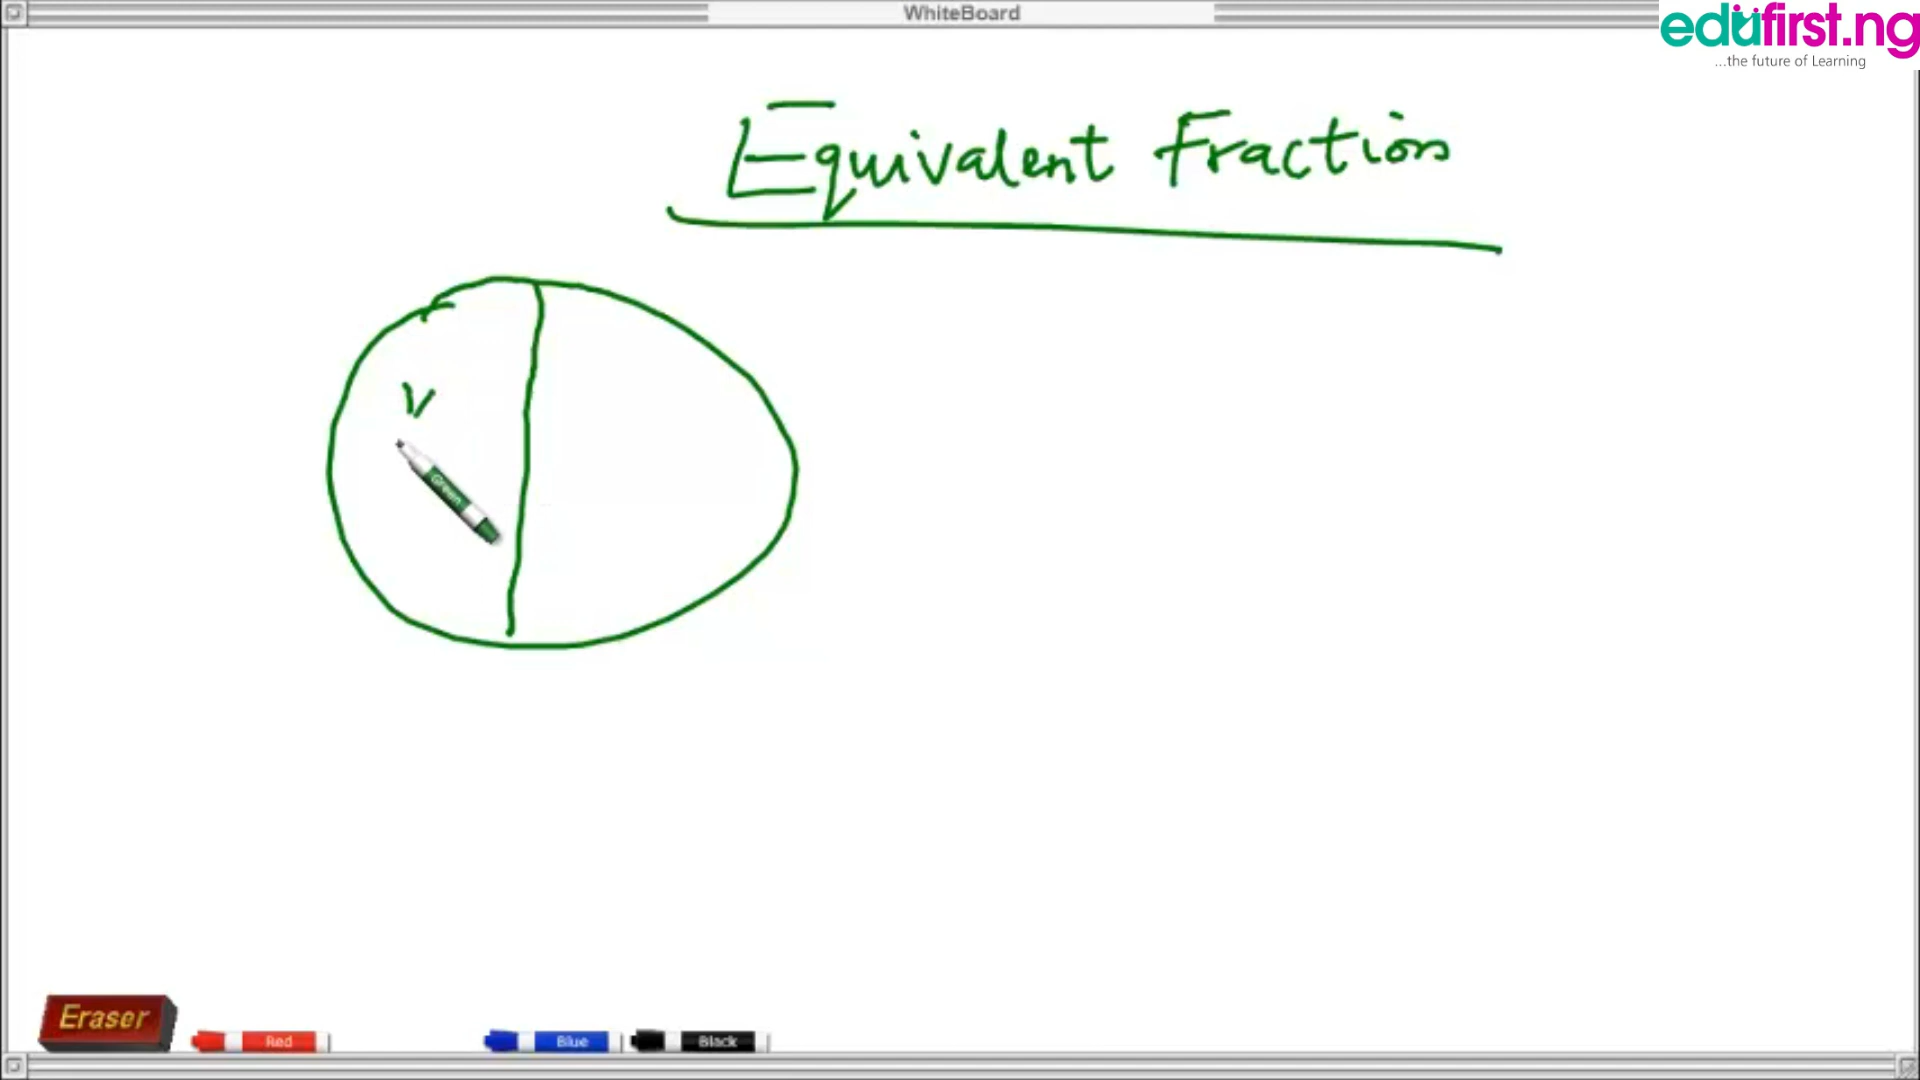 WhiteBoard
edufirst.ng
...the future of Learning
Equivalent Fraction
V
Green
Eraser
Red
Blue
Black